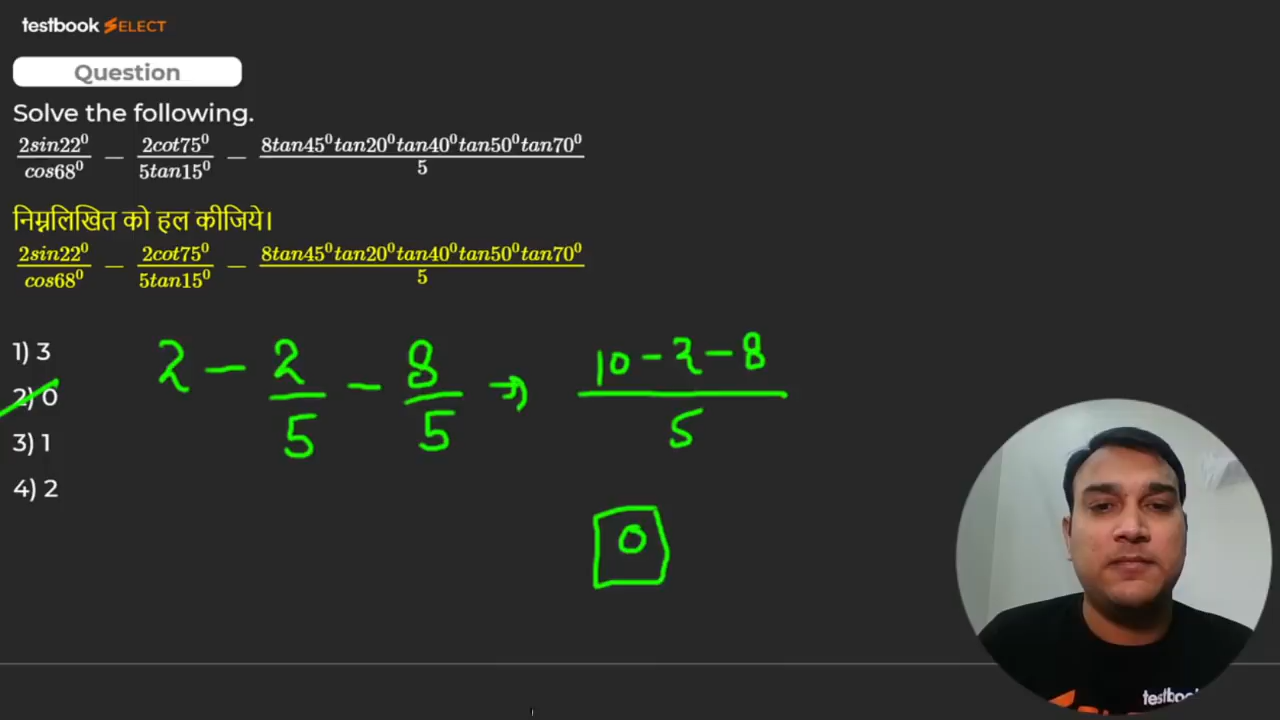 testbook SELECT
Question
Solve the following.
2sin22⁰/cos68⁰ − 2cot75⁰/5tan15⁰ − 8tan45⁰tan20⁰tan40⁰tan50⁰tan70⁰/5
निम्नलिखित को हल कीजिये।
2sin22⁰/cos68⁰ − 2cot75⁰/5tan15⁰ − 8tan45⁰tan20⁰tan40⁰tan50⁰tan70⁰/5
1) 3
2) 0
3) 1
4) 2
2 − 2/5 − 8/5 → 10 − 2 − 8/5
0
testbook